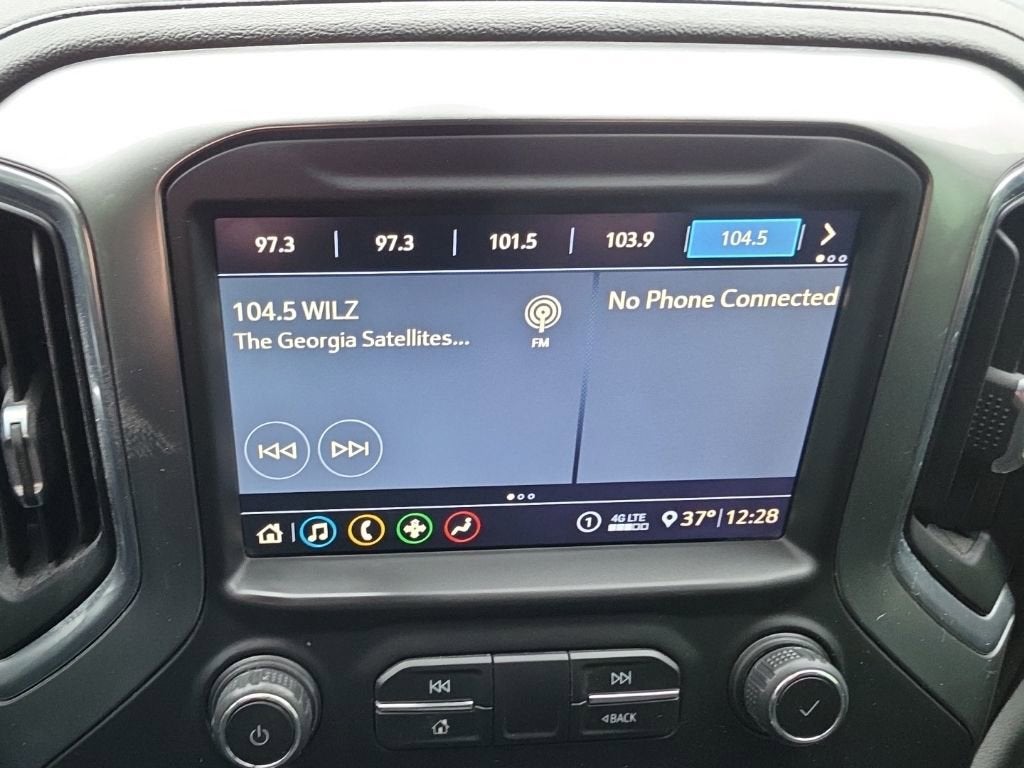 97.3 | 97.3 | 101.5 | 103.9 | 104.5
104.5 WILZ
The Georgia Satellites...
FM
No Phone Connected
1 4G LTE 37° | 12:28
BACK